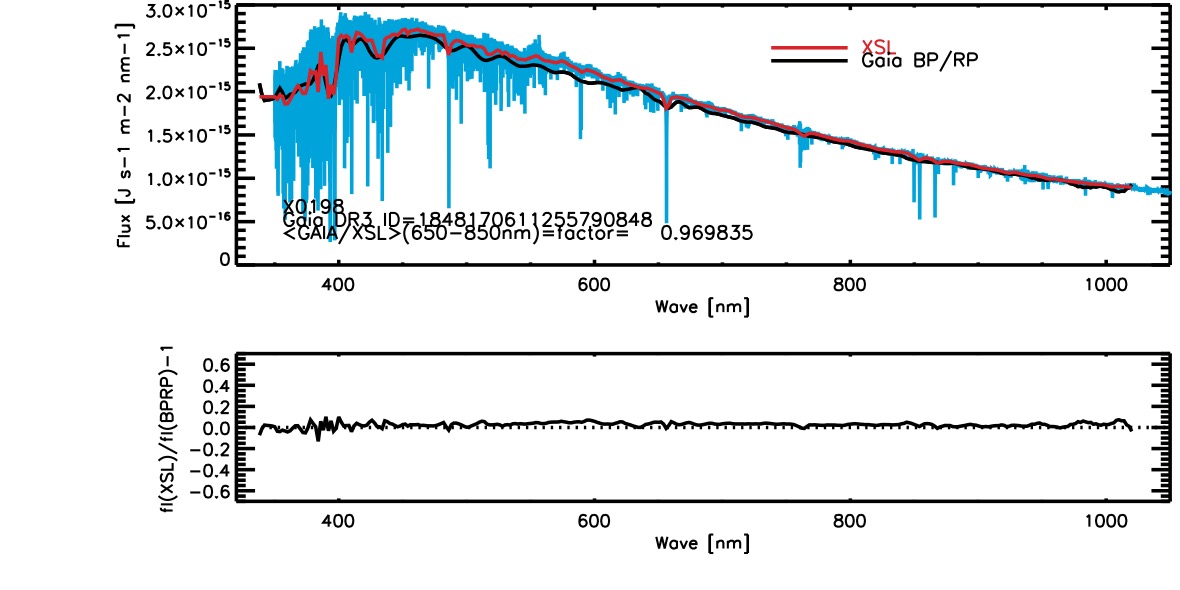 3.0×10⁻¹⁵
2.5×10⁻¹⁵
2.0×10⁻¹⁵
1.5×10⁻¹⁵
1.0×10⁻¹⁵
5.0×10⁻¹⁶
0
Flux [J s−1 m−2 nm−1]
XSL
Gaia BP/RP
X0198
Gaia DR3 ID=1848170611255790848
<GAIA/XSL>(650−850nm)=factor= 0.969835
400 600 800 1000
Wave [nm]
0.6
0.4
0.2
0.0
−0.2
−0.4
−0.6
fl(XSL)/fl(BPRP)−1
400 600 800 1000
Wave [nm]